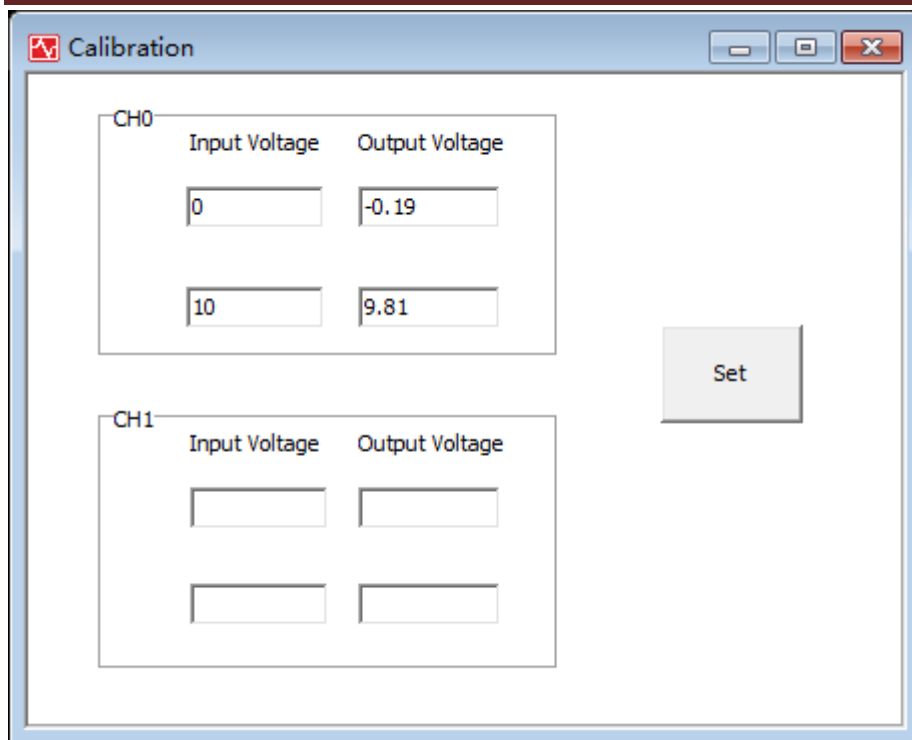 Calibration
CH0
Input Voltage Output Voltage
0 -0.19
10 9.81
Set
CH1
Input Voltage Output Voltage